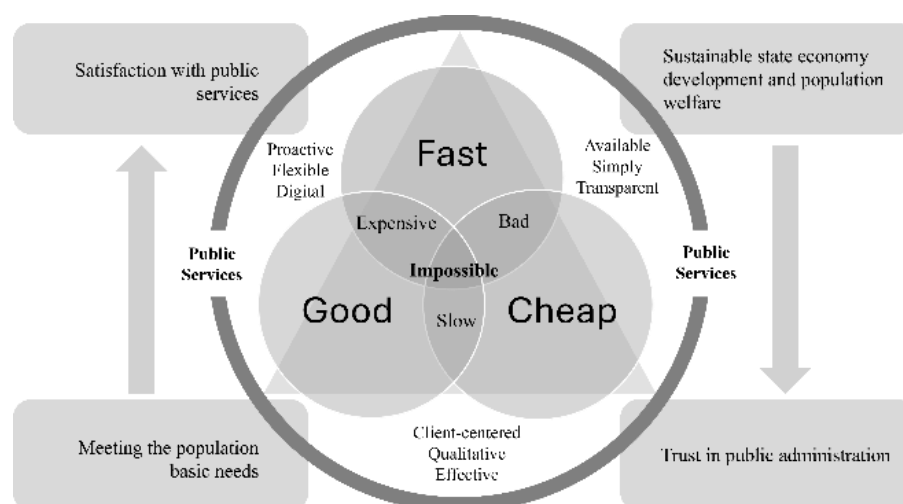 Satisfaction with public
services
Sustainable state economy
development and population
welfare
Proactive
Flexible
Digital
Fast
Available
Simply
Transparent
Expensive
Bad
Public
Services
Impossible
Public
Services
Good
Slow
Cheap
Meeting the population
basic needs
Client-centered
Qualitative
Effective
Trust in public administration